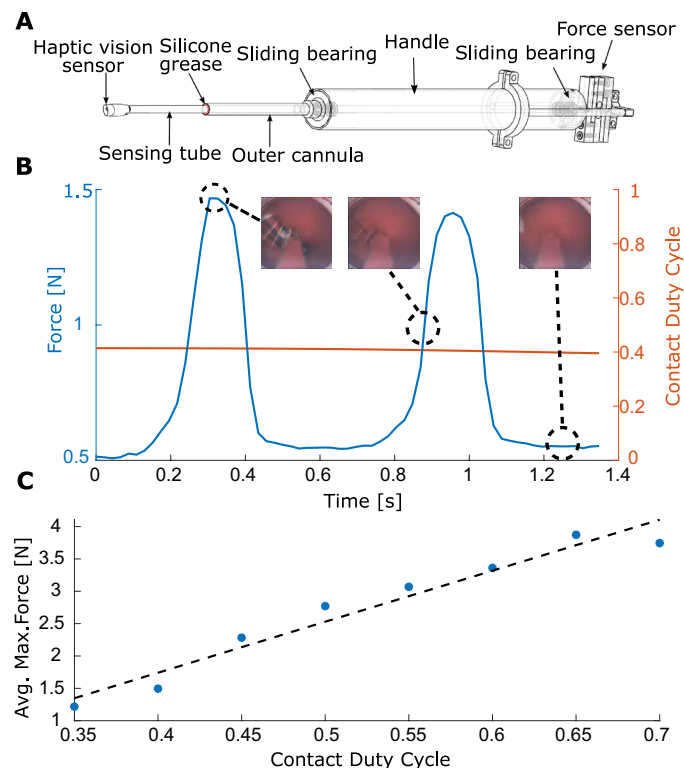 A
Haptic vision
sensor
Silicone
grease
Sliding bearing
Handle
Sliding bearing
Force sensor
Sensing tube
Outer cannula
B
1.5
1
0.5
Force [N]
1
0.8
0.6
0.4
0.2
0
Contact Duty Cycle
0
0.2
0.4
0.6
0.8
1
1.2
1.4
Time [s]
C
4
3.5
3
2.5
2
1.5
1
Avg. Max.Force [N]
0.35
0.4
0.45
0.5
0.55
0.6
0.65
0.7
Contact Duty Cycle